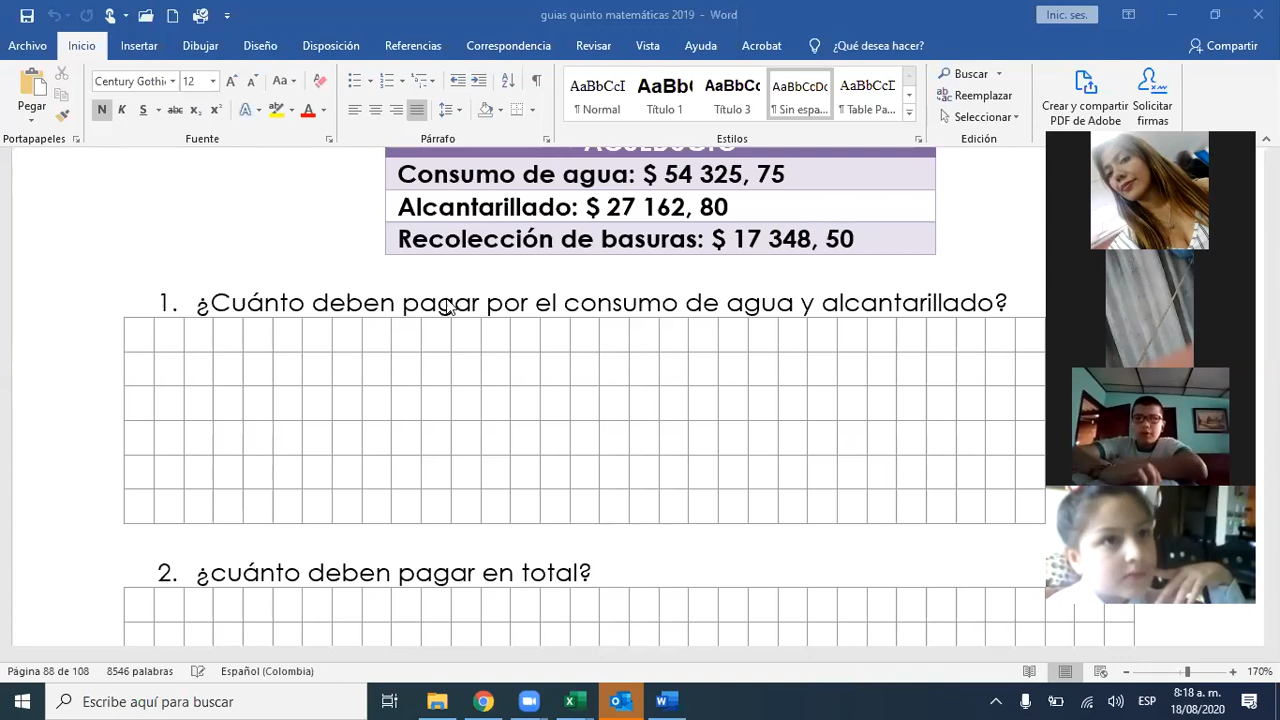 guias quinto matemáticas 2019 - Word
Inic. ses.
Archivo Inicio Insertar Dibujar Diseño Disposición Referencias Correspondencia Revisar Vista Ayuda Acrobat ¿Qué desea hacer? Compartir
Pegar
Century Gothi 12 A A Aa
N K S abc x₂ x² A A
AaBbCcI AaBb( AaBbCc AaBbCcDc AaBbCcI
¶ Normal Título 1 Título 3 ¶ Sin espa... ¶ Table Pa...
Buscar
Reemplazar
Seleccionar
Crear y compartir PDF de Adobe
Solicitar firmas
Portapapeles Fuente Párrafo Estilos Edición
Consumo de agua: $ 54 325, 75
Alcantarillado: $ 27 162, 80
Recolección de basuras: $ 17 348, 50
1. ¿Cuánto deben pagar por el consumo de agua y alcantarillado?
2. ¿cuánto deben pagar en total?
Página 88 de 108 8546 palabras Español (Colombia) 170%
Escribe aquí para buscar
ESP
8:18 a. m.
18/08/2020